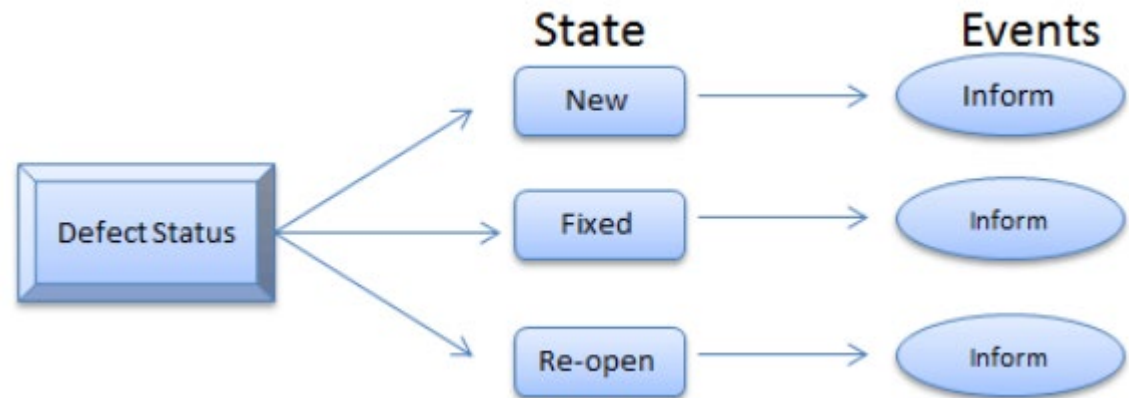 State
Events
New
Inform
Defect Status
Fixed
Inform
Re-open
Inform